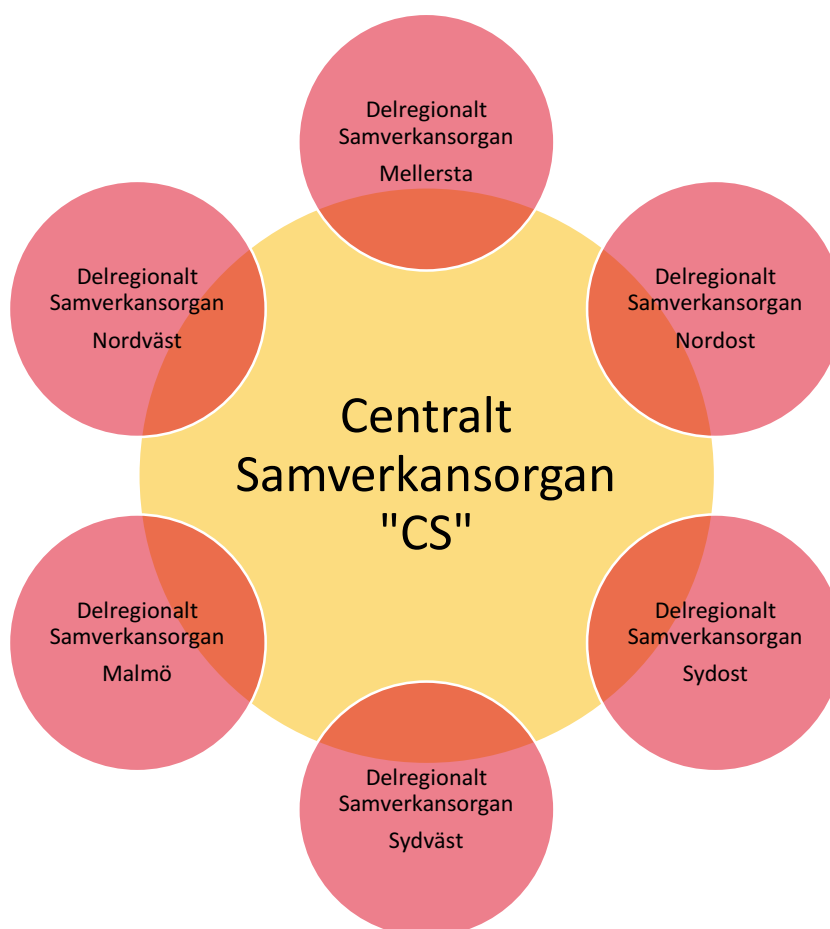 Delregionalt
Samverkansorgan
Mellersta
Delregionalt
Samverkansorgan
Nordväst
Delregionalt
Samverkansorgan
Nordost
Centralt
Samverkansorgan
"CS"
Delregionalt
Samverkansorgan
Malmö
Delregionalt
Samverkansorgan
Sydost
Delregionalt
Samverkansorgan
Sydväst